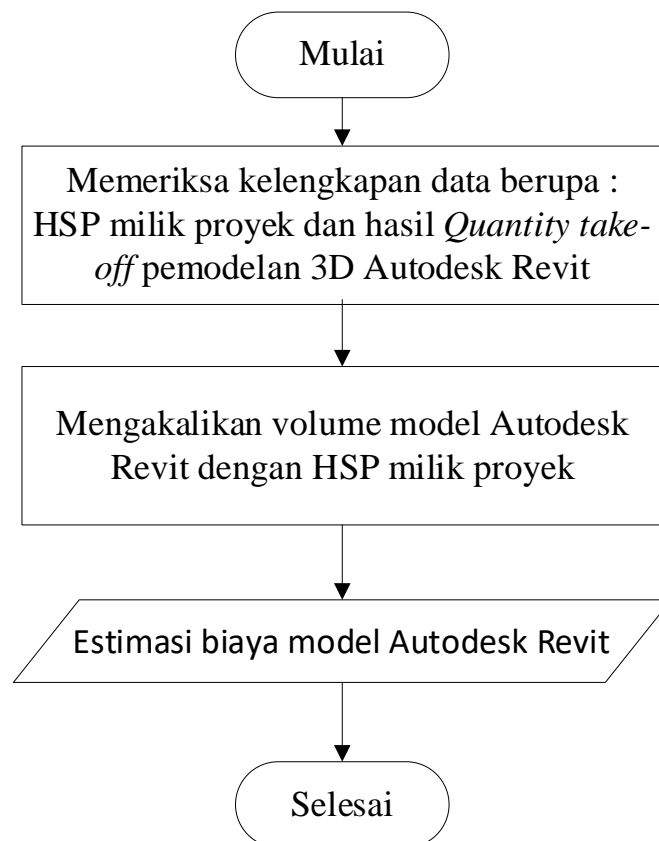 Mulai
Memeriksa kelengkapan data berupa :
HSP milik proyek dan hasil Quantity take-
off pemodelan 3D Autodesk Revit
Mengakalikan volume model Autodesk
Revit dengan HSP milik proyek
Estimasi biaya model Autodesk Revit
Selesai